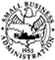 SMALL BUSINESS
ADMINISTRATION
1953